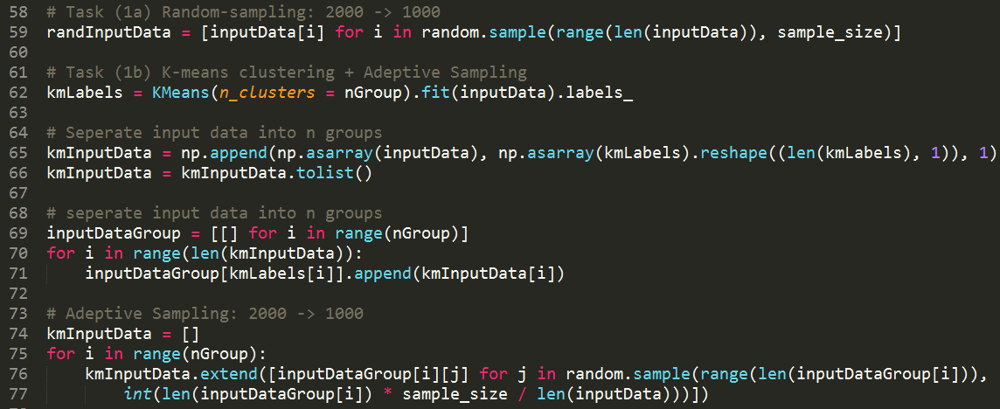 58 # Task (1a) Random-sampling: 2000 -> 1000
59 randInputData = [inputData[i] for i in random.sample(range(len(inputData)), sample_size)]
60
61 # Task (1b) K-means clustering + Adeptive Sampling
62 kmLabels = KMeans(n_clusters = nGroup).fit(inputData).labels_
63
64 # Seperate input data into n groups
65 kmInputData = np.append(np.asarray(inputData), np.asarray(kmLabels).reshape((len(kmLabels), 1)), 1)
66 kmInputData = kmInputData.tolist()
67
68 # seperate input data into n groups
69 inputDataGroup = [[] for i in range(nGroup)]
70 for i in range(len(kmInputData)):
71     inputDataGroup[kmLabels[i]].append(kmInputData[i])
72
73 # Adeptive Sampling: 2000 -> 1000
74 kmInputData = []
75 for i in range(nGroup):
76     kmInputData.extend([inputDataGroup[i][j] for j in random.sample(range(len(inputDataGroup[i])),
77         int(len(inputDataGroup[i]) * sample_size / len(inputData)))])